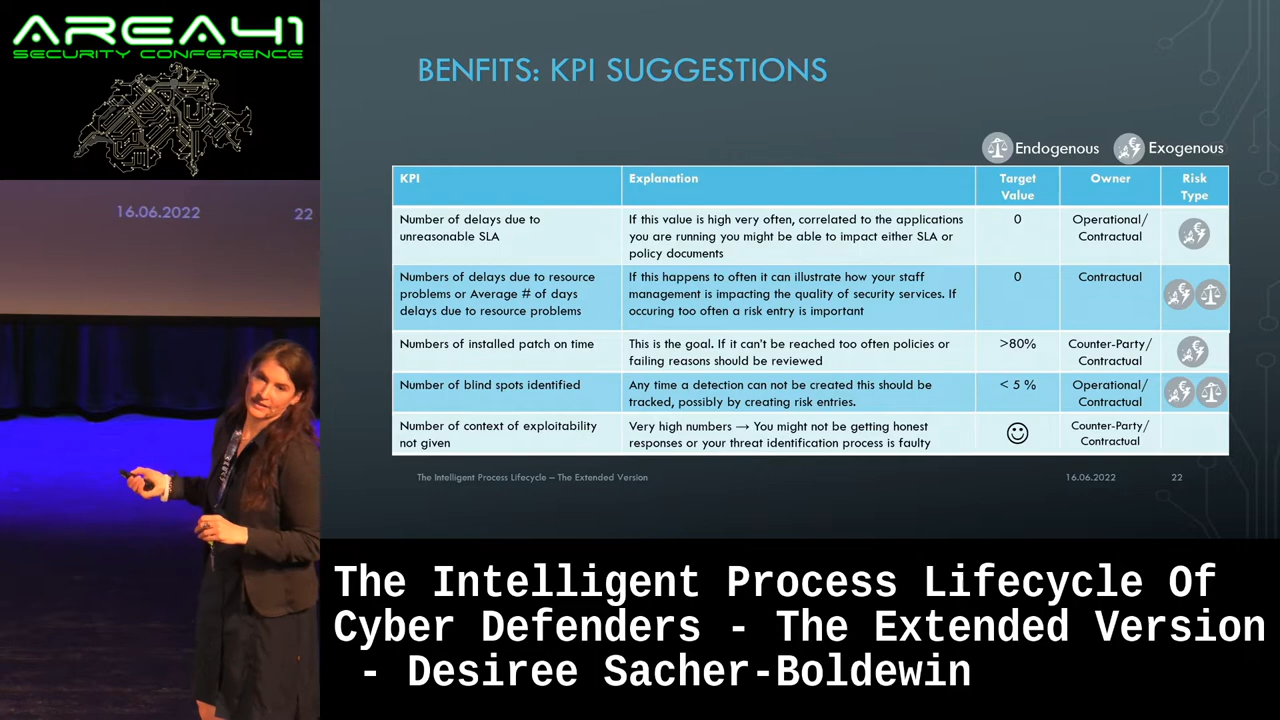 AREA41
SECURITY CONFERENCE
16.06.2022
22
BENFITS: KPI SUGGESTIONS
Endogenous
Exogenous
KPI
Explanation
Target
Value
Owner
Risk
Type
Number of delays due to
unreasonable SLA
If this value is high very often, correlated to the applications
you are running you might be able to impact either SLA or
policy documents
0
Operational/
Contractual
Numbers of delays due to resource
problems or Average # of days
delays due to resource problems
If this happens to often it can illustrate how your staff
management is impacting the quality of security services. If
occuring too often a risk entry is important
0
Contractual
Numbers of installed patch on time
This is the goal. If it can't be reached too often policies or
failing reasons should be reviewed
>80%
Counter-Party/
Contractual
Number of blind spots identified
Any time a detection can not be created this should be
tracked, possibly by creating risk entries.
< 5 %
Operational/
Contractual
Number of context of exploitability
not given
Very high numbers → You might not be getting honest
responses or your threat identification process is faulty
☺
Counter-Party/
Contractual
The Intelligent Process Lifecycle – The Extended Version
16.06.2022
22
The Intelligent Process Lifecycle Of
Cyber Defenders - The Extended Version
- Desiree Sacher-Boldewin